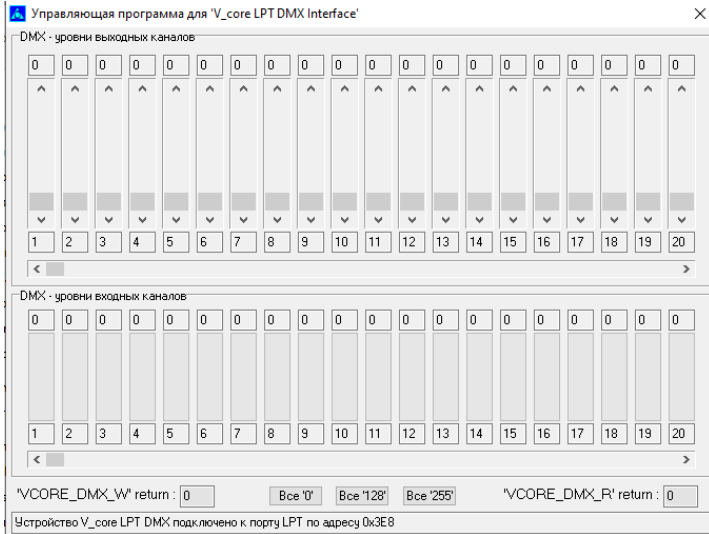 Управляющая программа для 'V_core LPT DMX Interface'
DMX - уровни выходных каналов
0 0 0 0 0 0 0 0 0 0 0 0 0 0 0 0 0 0 0 0
1 2 3 4 5 6 7 8 9 10 11 12 13 14 15 16 17 18 19 20
DMX - уровни входных каналов
0 0 0 0 0 0 0 0 0 0 0 0 0 0 0 0 0 0 0 0
1 2 3 4 5 6 7 8 9 10 11 12 13 14 15 16 17 18 19 20
'VCORE_DMX_W' return : 0 Все '0' Все '128' Все '255' 'VCORE_DMX_R' return : 0
Устройство V_core LPT DMX подключено к порту LPT по адресу 0x3E8